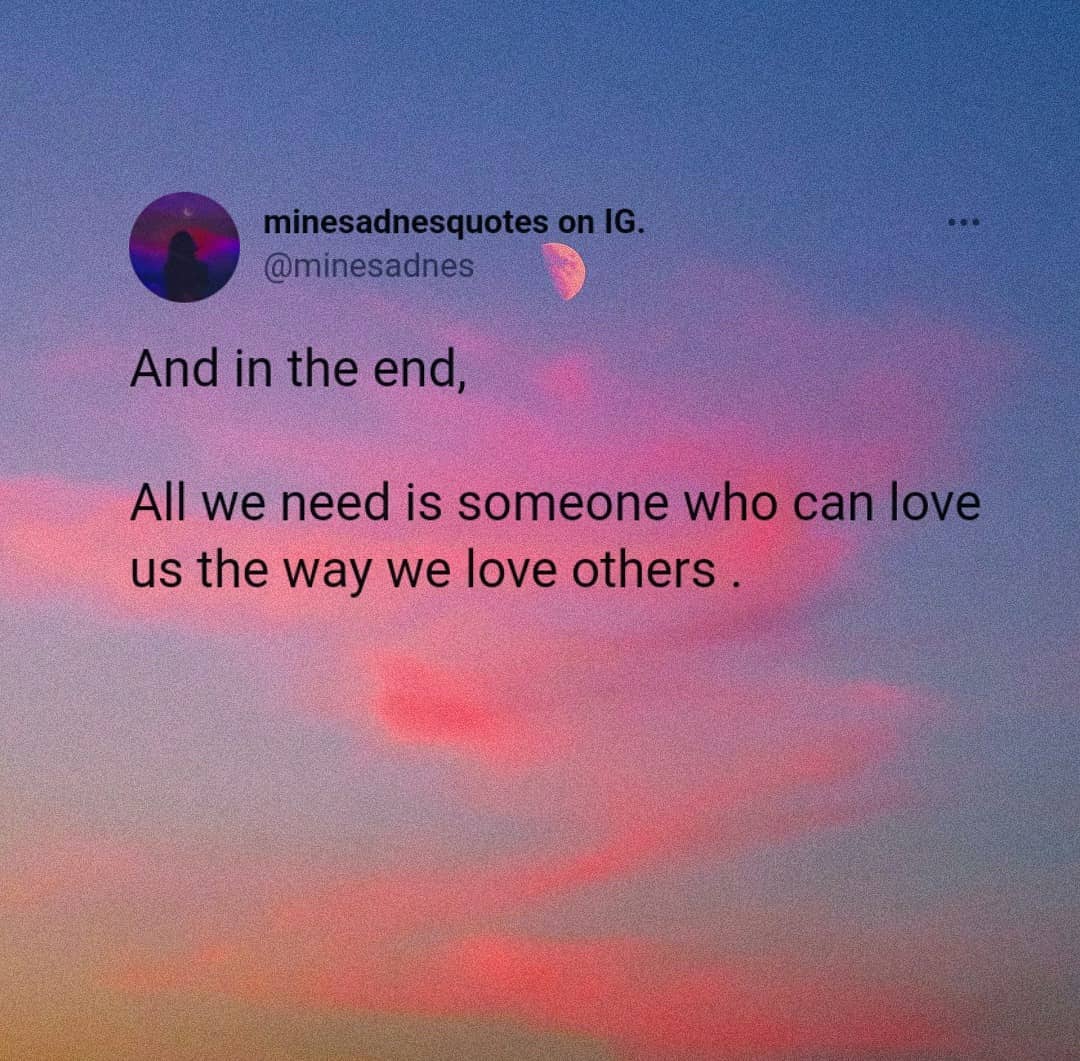 minesadnesquotes on IG.
@minesadnes
And in the end,
All we need is someone who can love
us the way we love others .